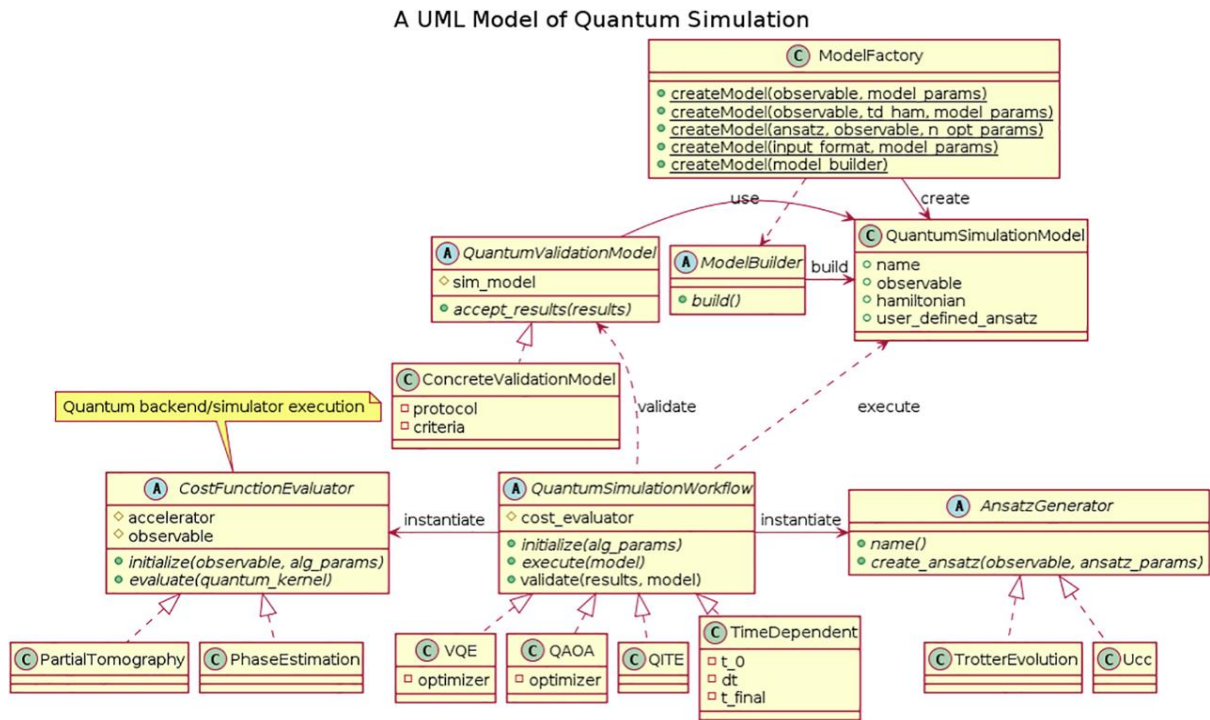 A UML Model of Quantum Simulation
C ModelFactory
createModel(observable, model_params)
createModel(observable, td_ham, model_params)
createModel(ansatz, observable, n_opt_params)
createModel(input_format, model_params)
createModel(model_builder)
use
create
A QuantumValidationModel
sim_model
accept_results(results)
A ModelBuilder
build()
build
C QuantumSimulationModel
name
observable
hamiltonian
user_defined_ansatz
C ConcreteValidationModel
protocol
criteria
validate
execute
Quantum backend/simulator execution
A CostFunctionEvaluator
accelerator
observable
initialize(observable, alg_params)
evaluate(quantum_kernel)
instantiate
A QuantumSimulationWorkflow
cost_evaluator
initialize(alg_params)
execute(model)
validate(results, model)
instantiate
A AnsatzGenerator
name()
create_ansatz(observable, ansatz_params)
C PartialTomography
C PhaseEstimation
C VQE
optimizer
C QAOA
optimizer
C QITE
C TimeDependent
t_0
dt
t_final
C TrotterEvolution
C Ucc